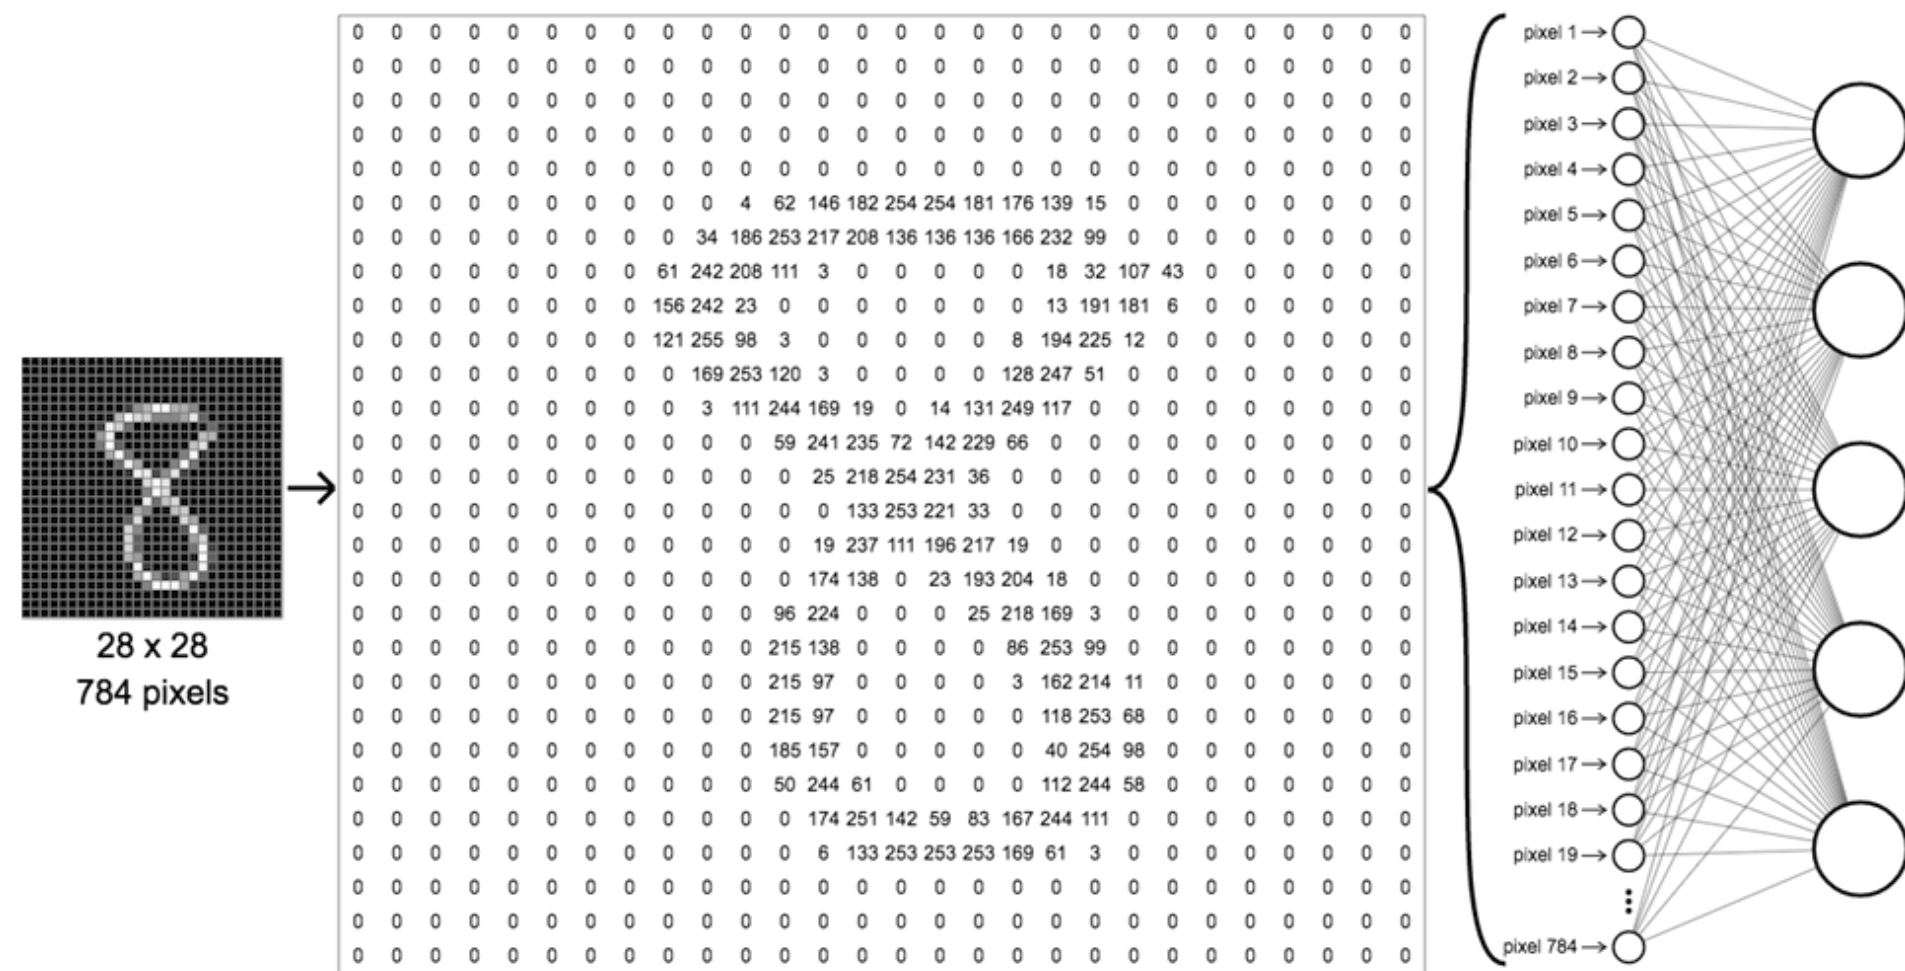 28 x 28
784 pixels
0 0 0 0 0 0 0 0 0 0 0 0 0 0 0 0 0 0 0 0 0 0 0 0 0 0 0 0
0 0 0 0 0 0 0 0 0 0 0 0 0 0 0 0 0 0 0 0 0 0 0 0 0 0 0 0
0 0 0 0 0 0 0 0 0 0 0 0 0 0 0 0 0 0 0 0 0 0 0 0 0 0 0 0
0 0 0 0 0 0 0 0 0 0 0 0 0 0 0 0 0 0 0 0 0 0 0 0 0 0 0 0
0 0 0 0 0 0 0 0 0 0 0 0 0 0 0 0 0 0 0 0 0 0 0 0 0 0 0 0
0 0 0 0 0 0 0 0 0 0 4 62 146 182 254 254 181 176 139 15 0 0 0 0 0 0 0 0
0 0 0 0 0 0 0 0 0 34 186 253 217 208 136 136 136 166 232 99 0 0 0 0 0 0 0 0
0 0 0 0 0 0 0 0 61 242 208 111 3 0 0 0 0 0 18 32 107 43 0 0 0 0 0 0
0 0 0 0 0 0 0 0 156 242 23 0 0 0 0 0 0 0 13 191 181 6 0 0 0 0 0 0
0 0 0 0 0 0 0 0 121 255 98 3 0 0 0 0 0 8 194 225 12 0 0 0 0 0 0 0
0 0 0 0 0 0 0 0 0 169 253 120 3 0 0 0 0 128 247 51 0 0 0 0 0 0 0 0
0 0 0 0 0 0 0 0 0 3 111 244 169 19 0 14 131 249 117 0 0 0 0 0 0 0 0 0
0 0 0 0 0 0 0 0 0 0 0 59 241 235 72 142 229 66 0 0 0 0 0 0 0 0 0 0
0 0 0 0 0 0 0 0 0 0 0 0 25 218 254 231 36 0 0 0 0 0 0 0 0 0 0 0
0 0 0 0 0 0 0 0 0 0 0 0 0 133 253 221 33 0 0 0 0 0 0 0 0 0 0 0
0 0 0 0 0 0 0 0 0 0 0 0 19 237 111 196 217 19 0 0 0 0 0 0 0 0 0 0
0 0 0 0 0 0 0 0 0 0 0 0 174 138 0 23 193 204 18 0 0 0 0 0 0 0 0 0
0 0 0 0 0 0 0 0 0 0 0 96 224 0 0 0 25 218 169 3 0 0 0 0 0 0 0 0
0 0 0 0 0 0 0 0 0 0 0 215 138 0 0 0 0 86 253 99 0 0 0 0 0 0 0 0
0 0 0 0 0 0 0 0 0 0 0 215 97 0 0 0 0 3 162 214 11 0 0 0 0 0 0 0
0 0 0 0 0 0 0 0 0 0 0 215 97 0 0 0 0 0 118 253 68 0 0 0 0 0 0 0
0 0 0 0 0 0 0 0 0 0 0 185 157 0 0 0 0 0 40 254 98 0 0 0 0 0 0 0
0 0 0 0 0 0 0 0 0 0 0 50 244 61 0 0 0 0 112 244 58 0 0 0 0 0 0 0
0 0 0 0 0 0 0 0 0 0 0 0 174 251 142 59 83 167 244 111 0 0 0 0 0 0 0 0
0 0 0 0 0 0 0 0 0 0 0 0 6 133 253 253 253 169 61 3 0 0 0 0 0 0 0 0
0 0 0 0 0 0 0 0 0 0 0 0 0 0 0 0 0 0 0 0 0 0 0 0 0 0 0 0
0 0 0 0 0 0 0 0 0 0 0 0 0 0 0 0 0 0 0 0 0 0 0 0 0 0 0 0
0 0 0 0 0 0 0 0 0 0 0 0 0 0 0 0 0 0 0 0 0 0 0 0 0 0 0 0
pixel 1
pixel 2
pixel 3
pixel 4
pixel 5
pixel 6
pixel 7
pixel 8
pixel 9
pixel 10
pixel 11
pixel 12
pixel 13
pixel 14
pixel 15
pixel 16
pixel 17
pixel 18
pixel 19
pixel 784